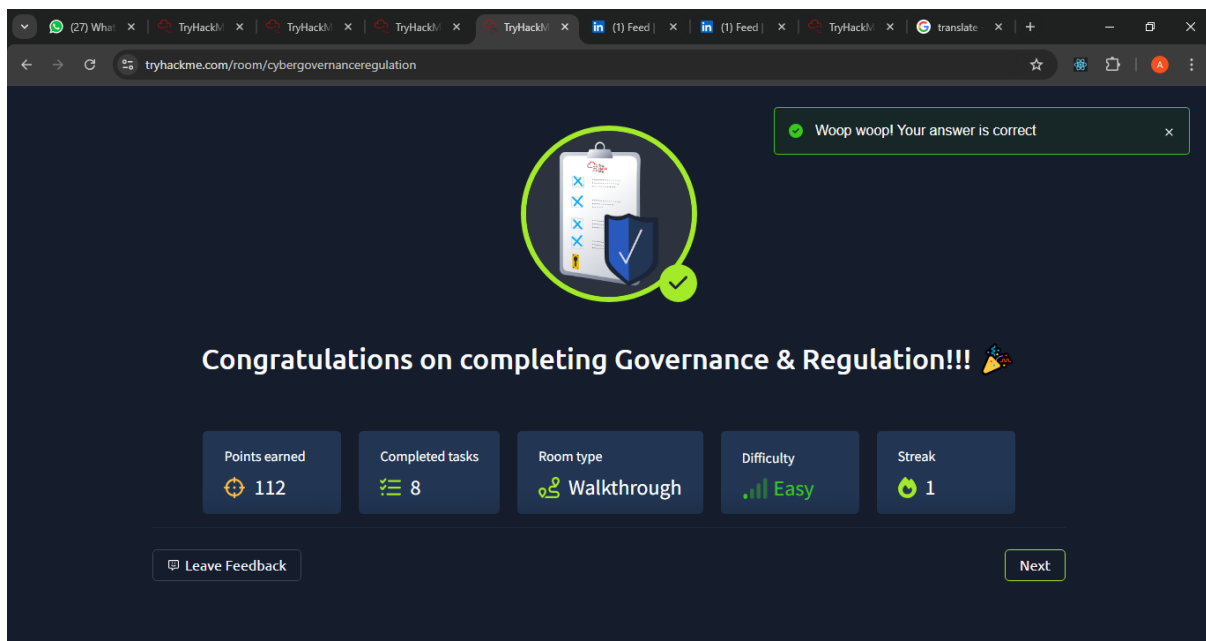 (27) What
TryHackM
TryHackM
TryHackM
TryHackM
(1) Feed |
(1) Feed |
TryHackM
translate
tryhackme.com/room/cybergovernanceregulation
A
Woop woop! Your answer is correct
Congratulations on completing Governance & Regulation!!!
Points earned
112
Completed tasks
8
Room type
Walkthrough
Difficulty
Easy
Streak
1
Leave Feedback
Next